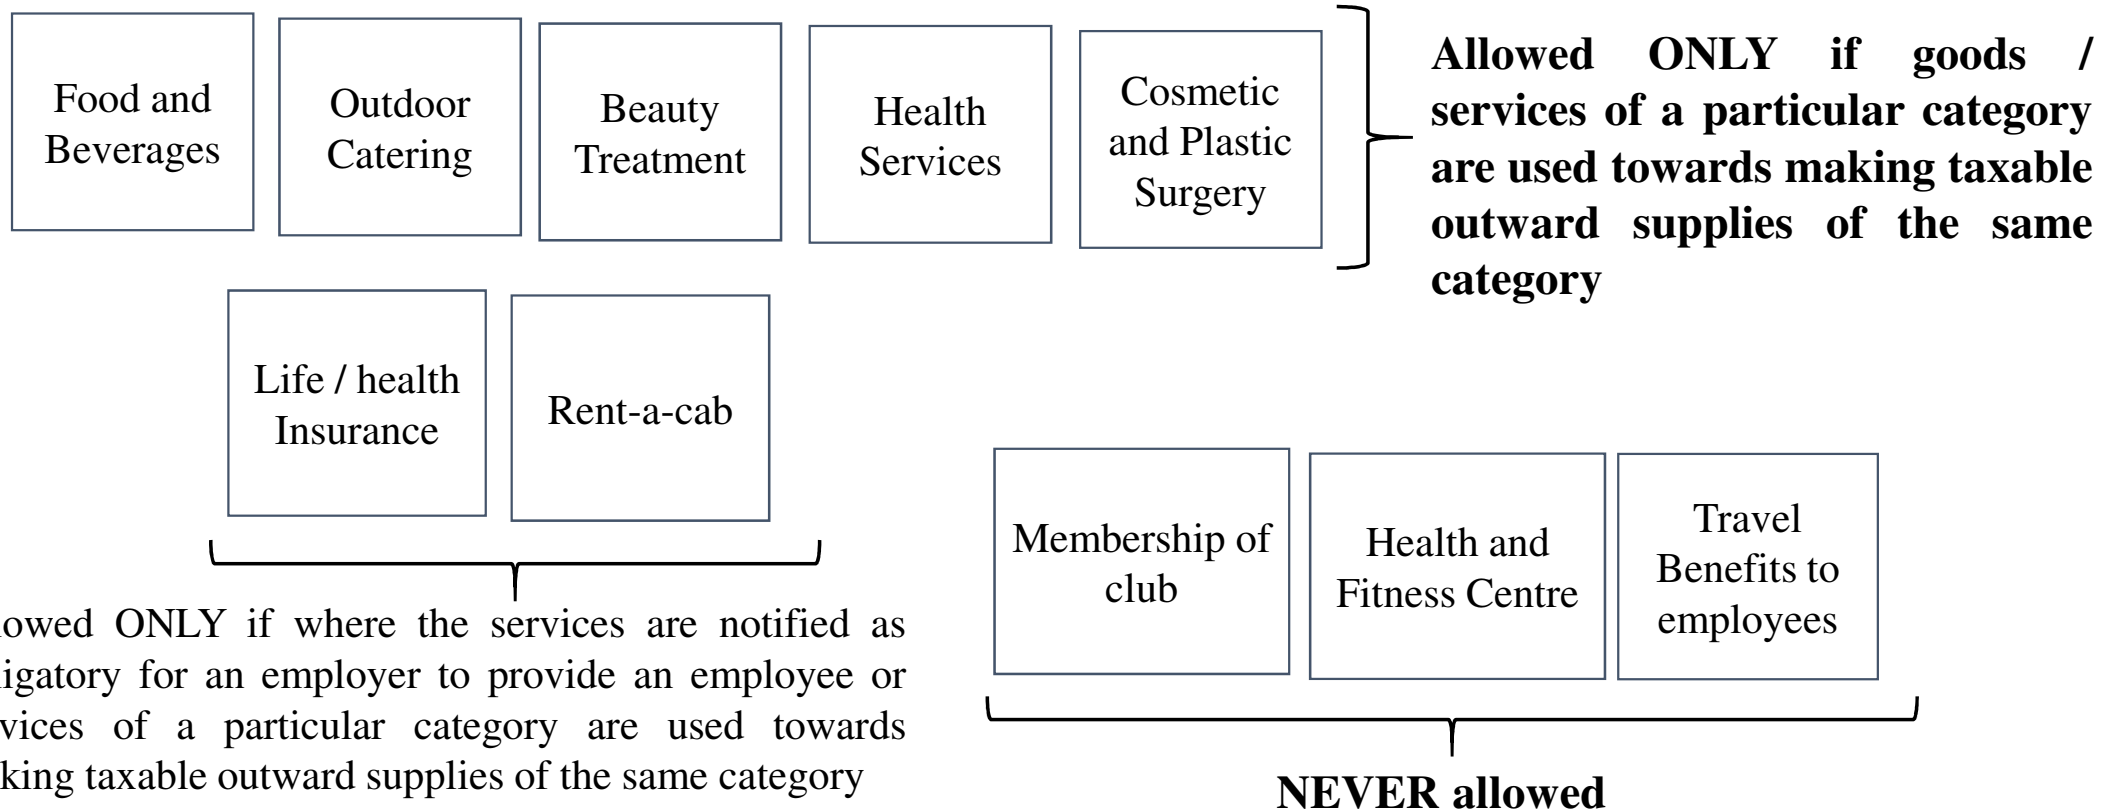 Food and
Beverages
Outdoor
Catering
Beauty
Treatment
Health
Services
Cosmetic
and Plastic
Surgery
Allowed ONLY if goods /
services of a particular category
are used towards making taxable
outward supplies of the same
category
Life / health
Insurance
Rent-a-cab
owed ONLY if where the services are notified as
igatory for an employer to provide an employee or
vices of a particular category are used towards
king taxable outward supplies of the same category
Membership of
club
Health and
Fitness Centre
Travel
Benefits to
employees
NEVER allowed